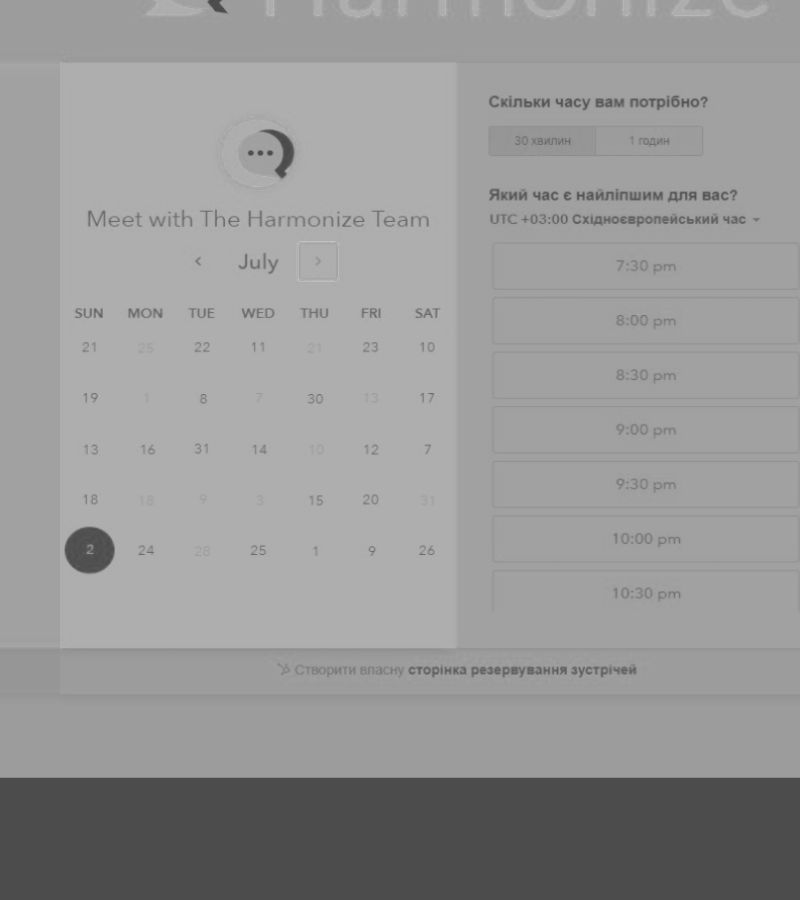 Harmonize
Meet with The Harmonize Team
July
SUN MON TUE WED THU FRI SAT
21 26 22 11 21 23 10
19 1 8 7 30 13 17
13 16 31 14 10 12 7
18 18 9 3 15 20 31
2 24 28 25 1 9 26
Скільки часу вам потрібно?
30 хвилин 1 годин
Який час є найліпшим для вас?
UTC +03:00 Східноєвропейський час
7:30 pm
8:00 pm
8:30 pm
9:00 pm
9:30 pm
10:00 pm
10:30 pm
Створити власну сторінка резервування зустрічей